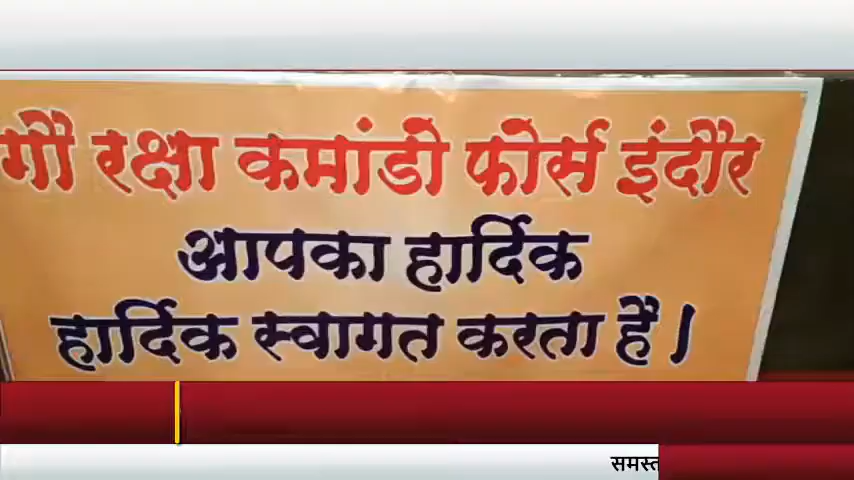 गौ रक्षा कमांडो फोर्स इंदौर
आपका हार्दिक
हार्दिक स्वागत करता है।
समस्त